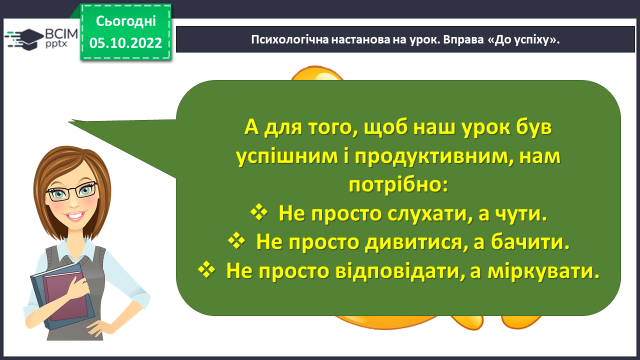 ВСІМ
pptx
Сьогодні
05.10.2022
Психологічна настанова на урок. Вправа «До успіху».
А для того, щоб наш урок був
успішним і продуктивним, нам
потрібно:
❖ Не просто слухати, а чути.
❖ Не просто дивитися, а бачити.
❖ Не просто відповідати, а міркувати.